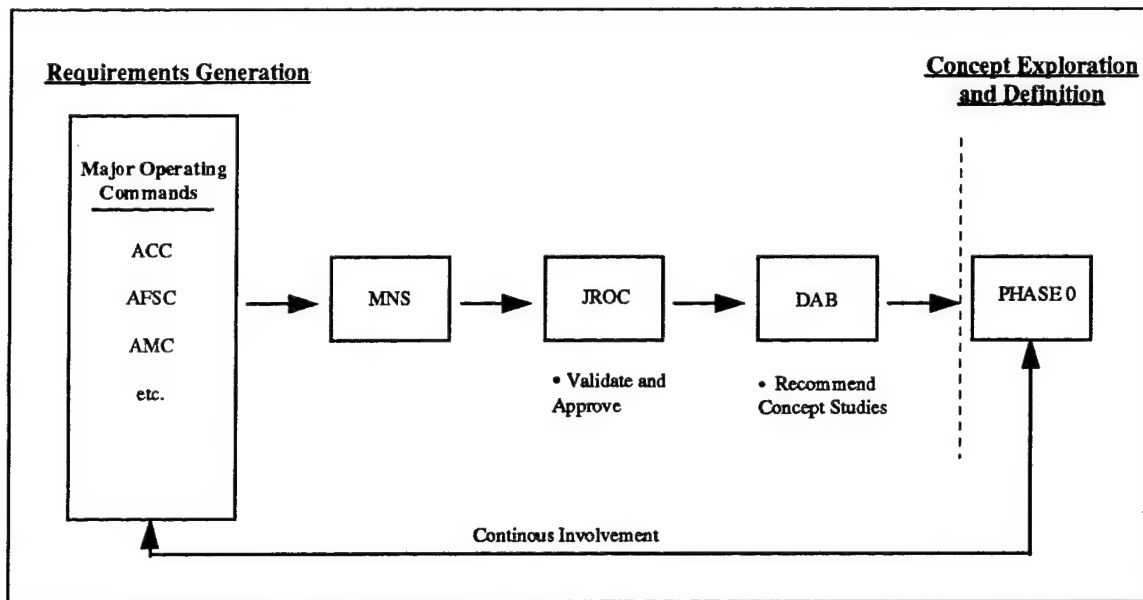 Requirements Generation
Concept Exploration
and Definition
Major Operating
Commands
ACC
AFSC
AMC
etc.
MNS
JROC
DAB
PHASE 0
• Validate and
Approve
• Recommend
Concept Studies
Continous Involvement